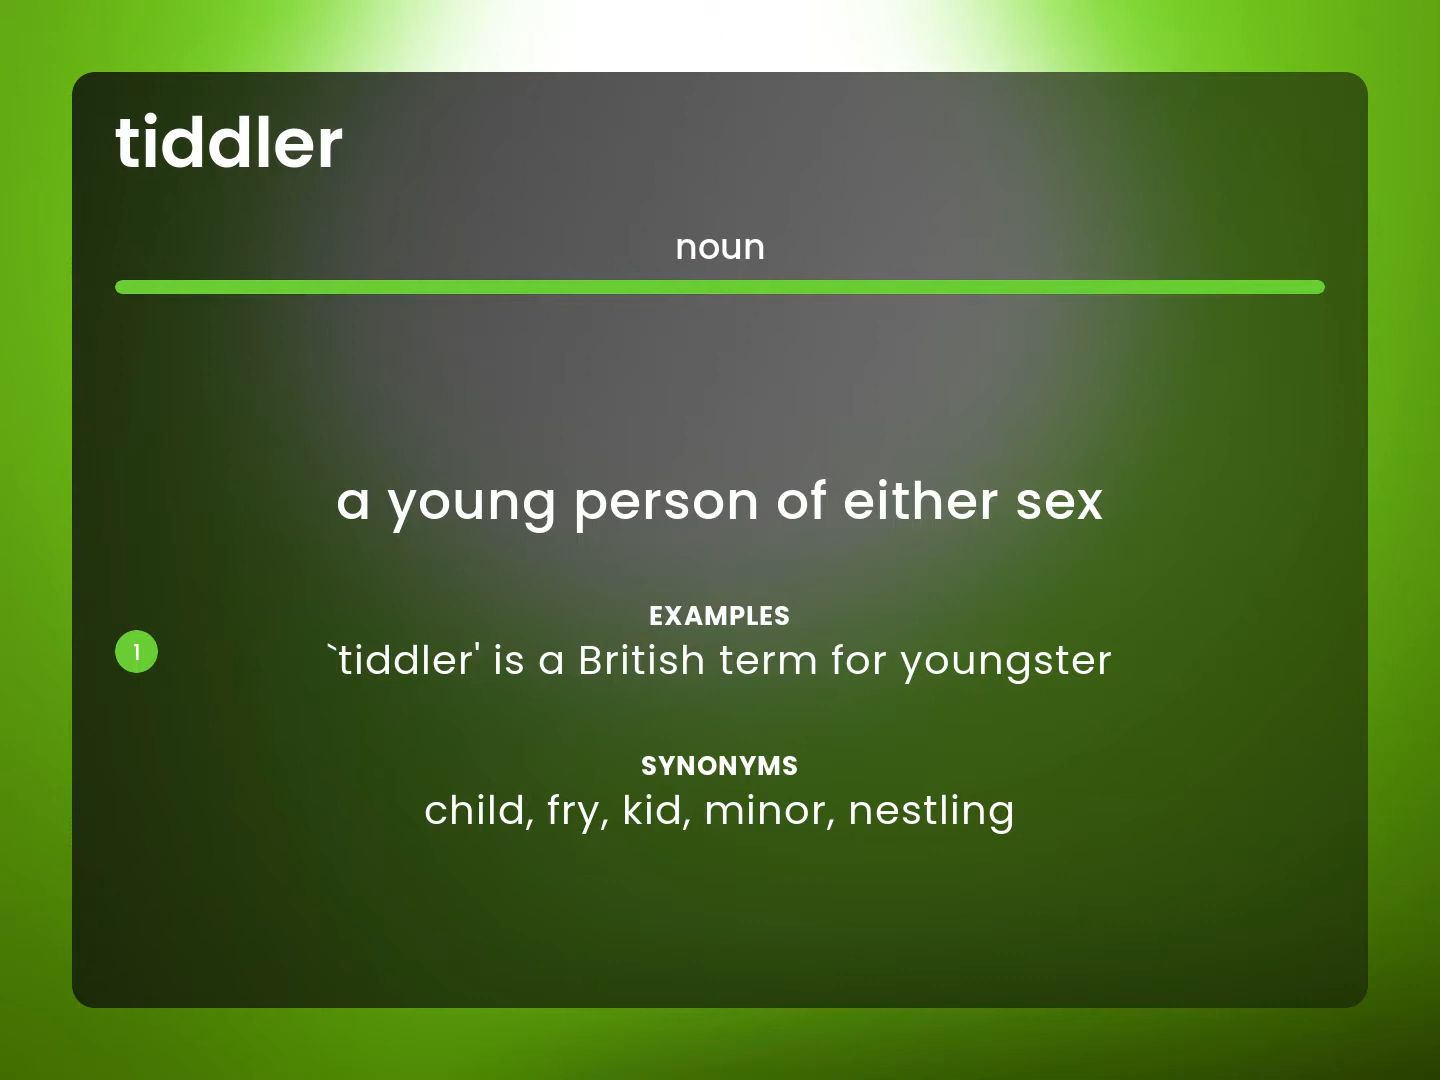 tiddler
noun
a young person of either sex
EXAMPLES
1
`tiddler' is a British term for youngster
SYNONYMS
child, fry, kid, minor, nestling